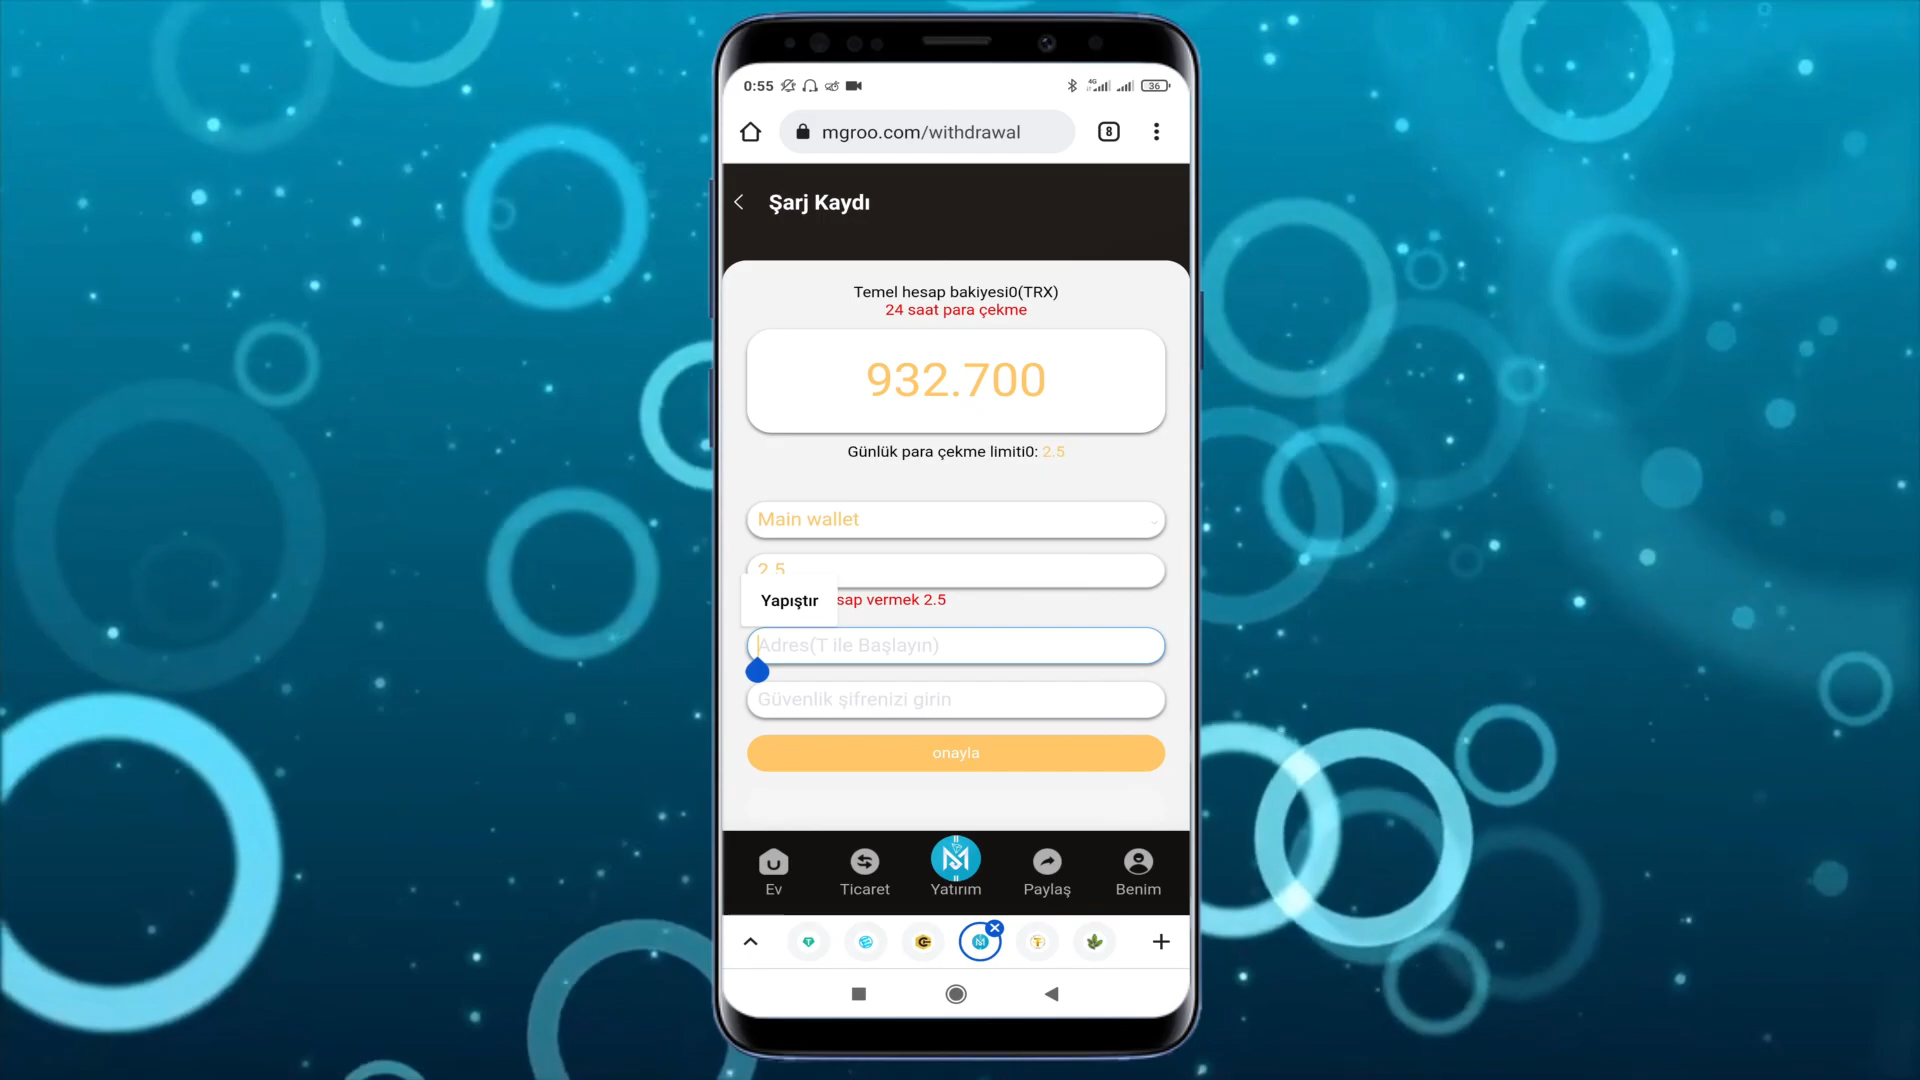 0:55
4G
36
mgroo.com/withdrawal
8
Şarj Kaydı
Temel hesap bakiyesi0(TRX)
24 saat para çekme
932.700
Günlük para çekme limiti0: 2.5
Main wallet
2.5
Yapıştır
sap vermek 2.5
Adres(T ile Başlayın)
Güvenlik şifrenizi girin
onayla
Ev
Ticaret
Yatırım
Paylaş
Benim